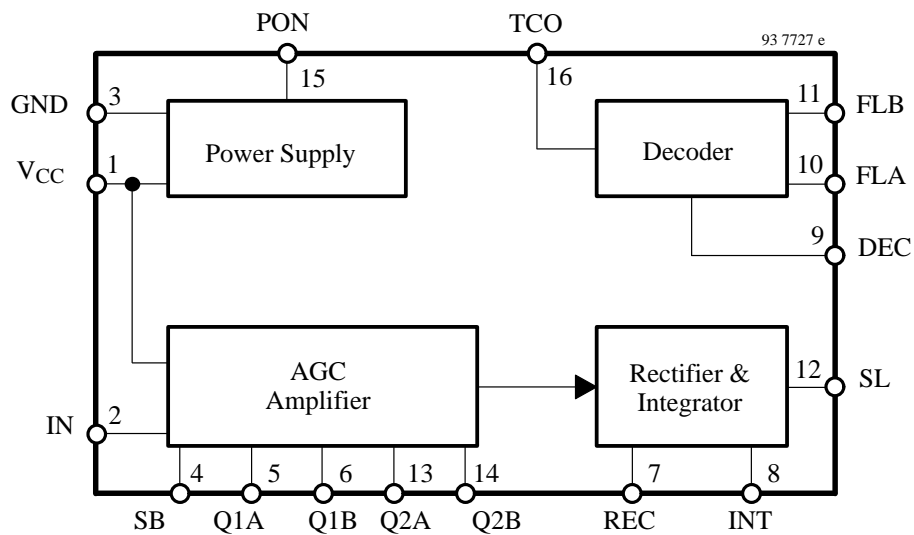 PON
TCO
93 7727 e
15
16
GND
3
11
FLB
Power Supply
Decoder
VCC
1
10
FLA
9
DEC
AGC
Amplifier
Rectifier &
Integrator
12
SL
IN
2
4
5
6
13
14
7
8
SB
Q1A
Q1B
Q2A
Q2B
REC
INT